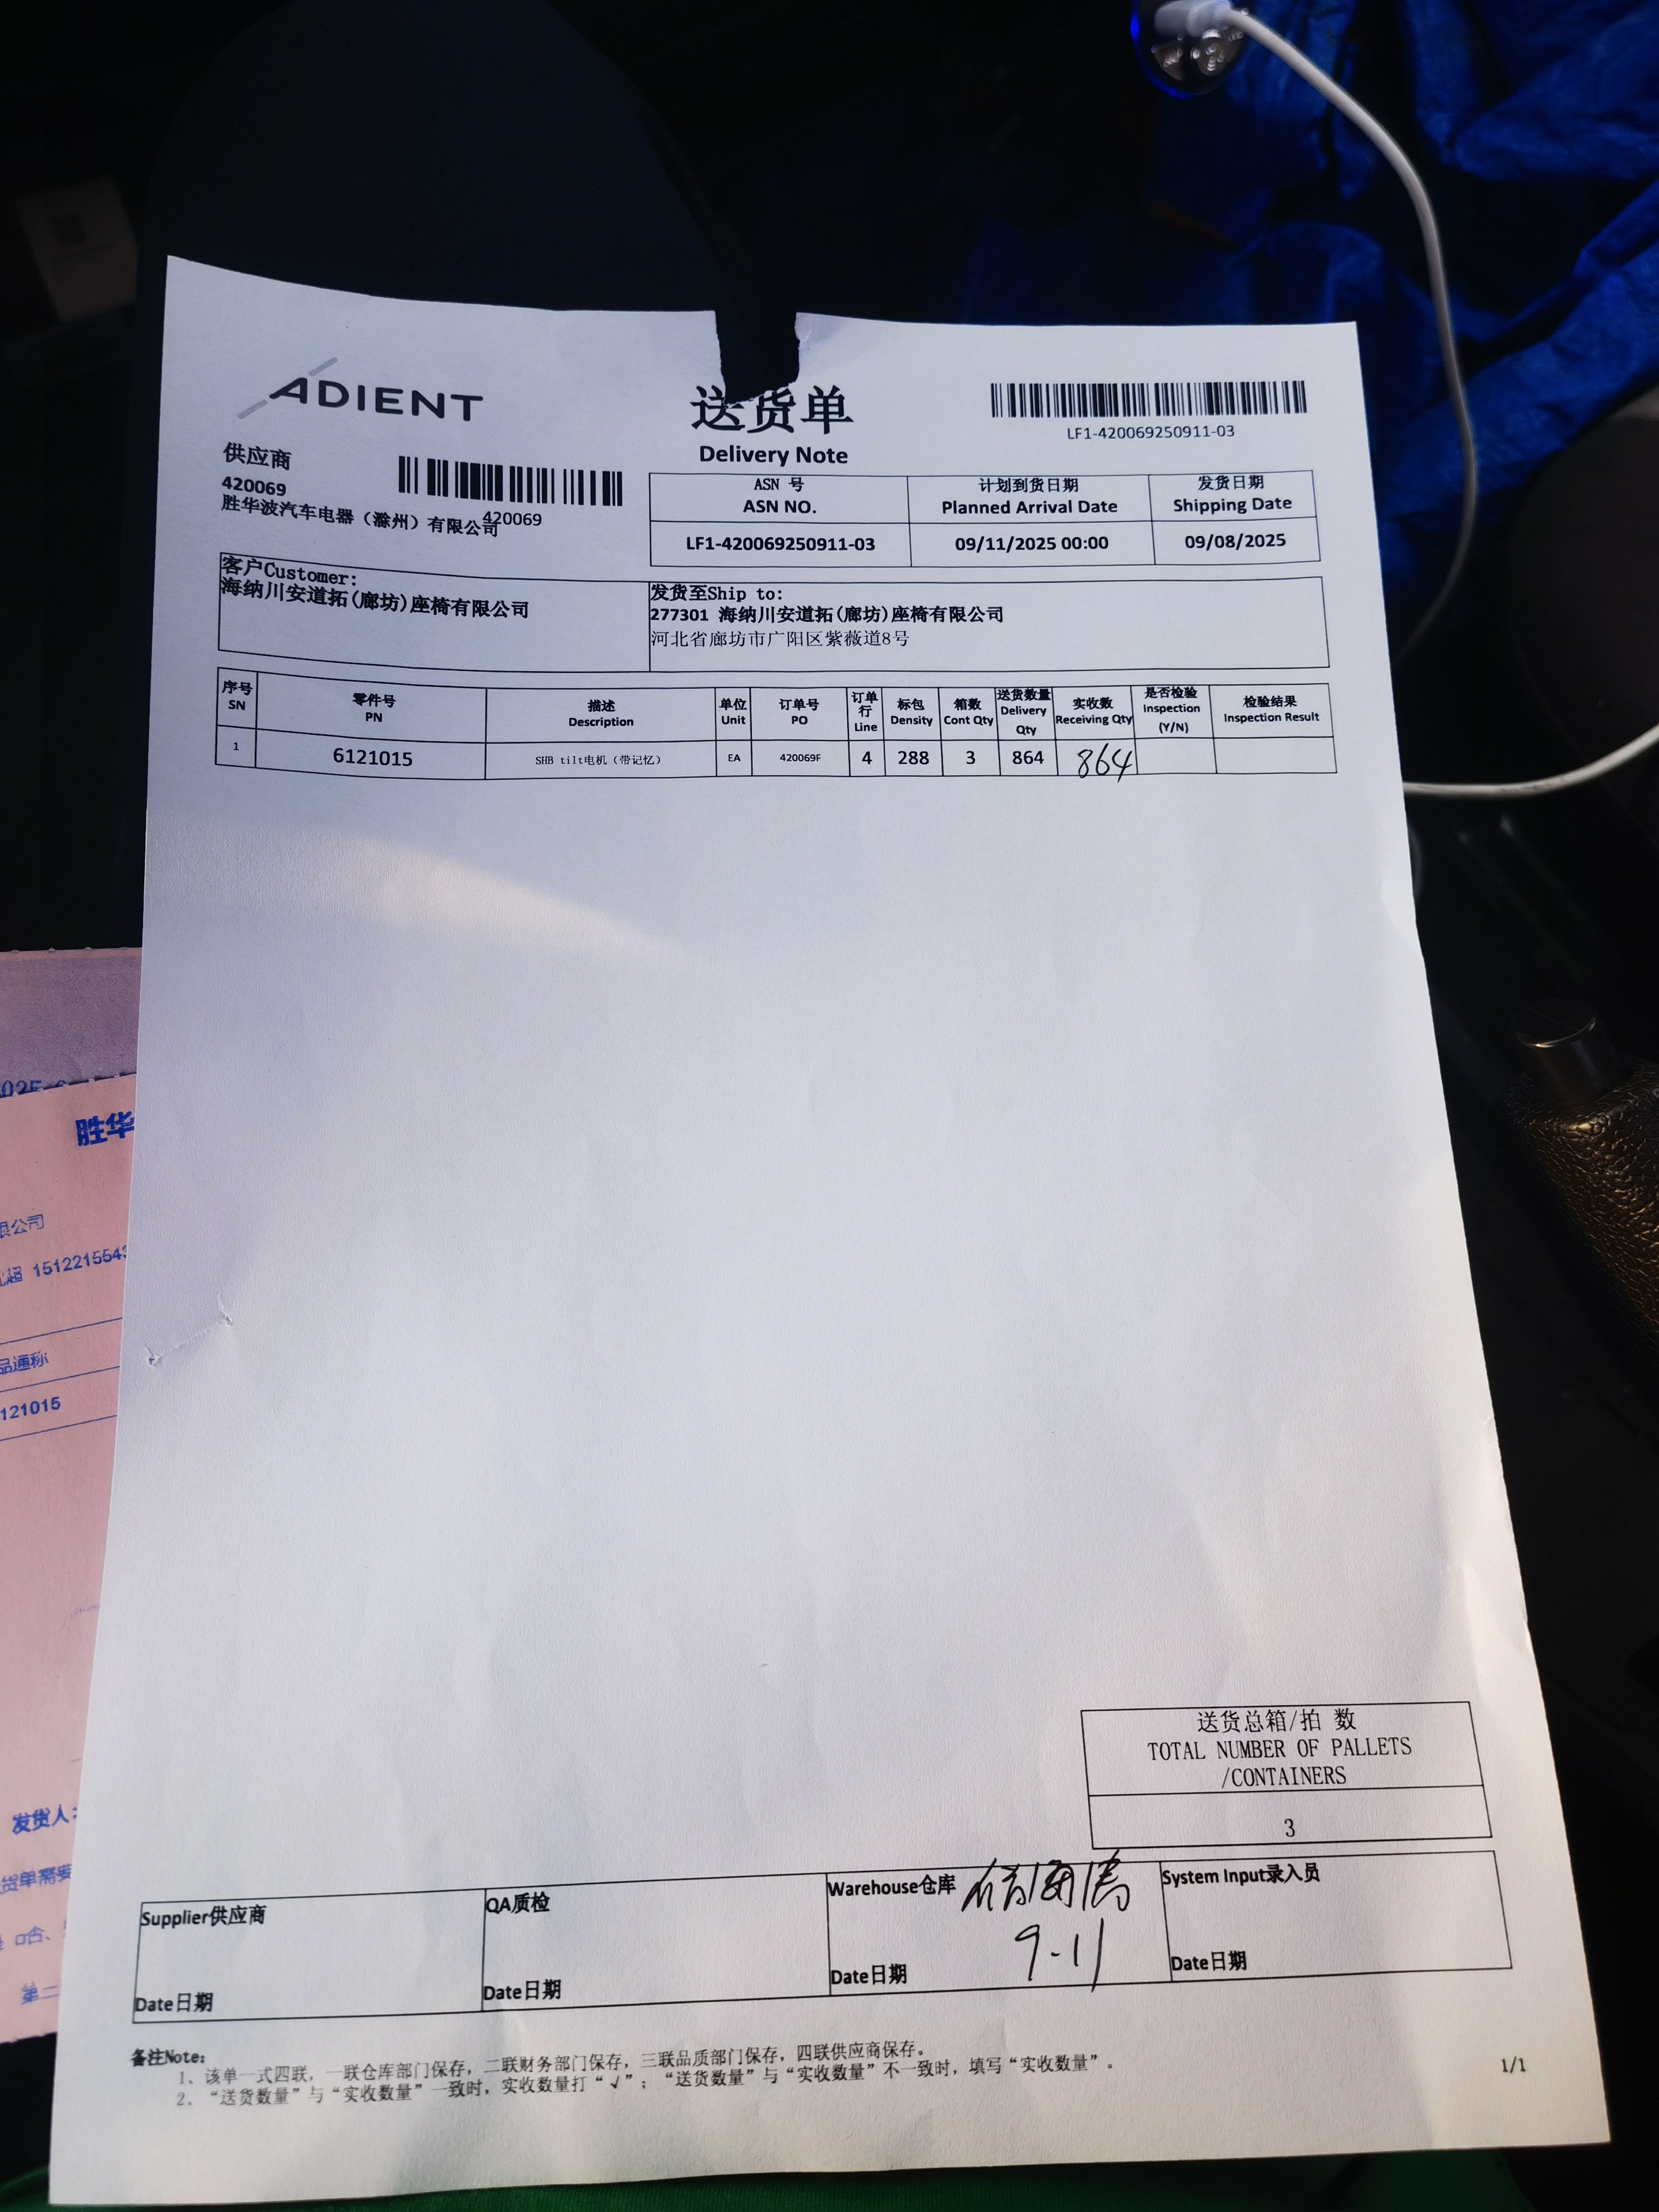 ADIENT
送货单
Delivery Note
LF1-420069250911-03
供应商
420069
420069
胜华波汽车电器（滁州）有限公司
ASN 号
ASN NO.
计划到货日期
Planned Arrival Date
发货日期
Shipping Date
LF1-420069250911-03
09/11/2025 00:00
09/08/2025
客户Customer:
海纳川安道拓(廊坊)座椅有限公司
发货至Ship to:
277301 海纳川安道拓(廊坊)座椅有限公司
河北省廊坊市广阳区紫薇道8号
序号
SN
零件号
PN
描述
Description
单位
Unit
订单号
PO
订单
行
Line
标包
Density
箱数
Cont Qty
送货数量
Delivery
Qty
实收数
Receiving Qty
是否检验
Inspection
(Y/N)
检验结果
Inspection Result
1
6121015
SHB tilt电机（带记忆）
EA
420069F
4
288
3
864
864
送货总箱/拍 数
TOTAL NUMBER OF PALLETS
/CONTAINERS
3
Supplier供应商
Date日期
QA质检
Date日期
Warehouse仓库
9-11
Date日期
System Input录入员
Date日期
备注Note:
1、该单一式四联，一联仓库部门保存，二联财务部门保存，三联品质部门保存，四联供应商保存。
2、“送货数量”与“实收数量”一致时，实收数量打“√”；“送货数量”与“实收数量”不一致时，填写“实收数量”。
1/1
胜华
限公司
超 1512215543
品通称
121015
发货人:
货单需要
第二